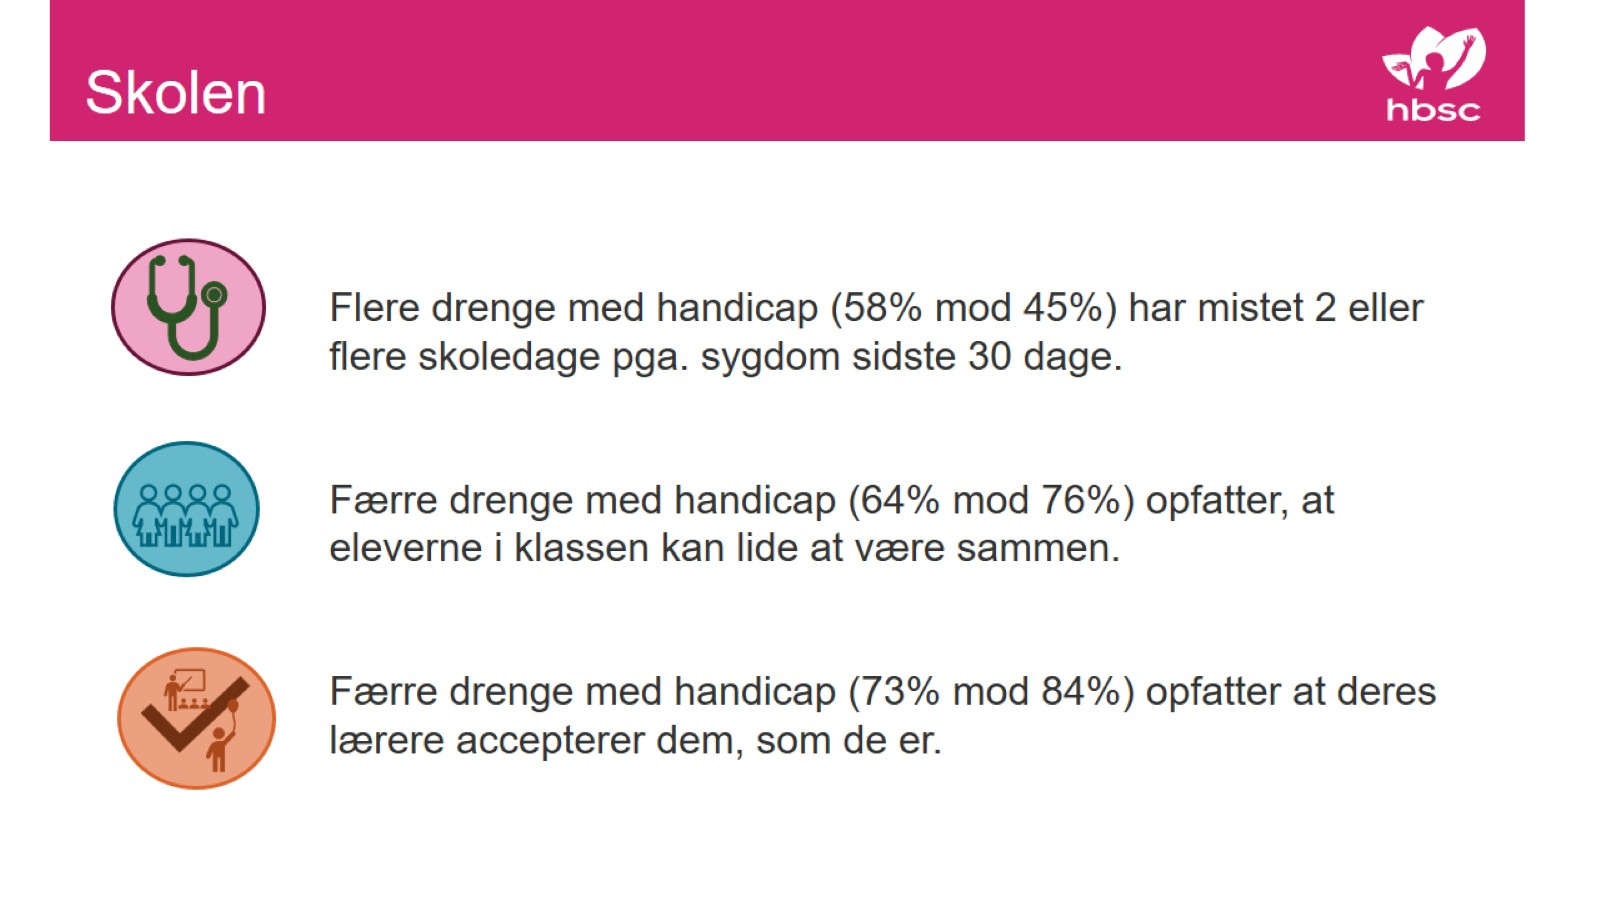 Skolen
hbsc
Flere drenge med handicap (58% mod 45%) har mistet 2 eller
flere skoledage pga. sygdom sidste 30 dage.
Færre drenge med handicap (64% mod 76%) opfatter, at
eleverne i klassen kan lide at være sammen.
Færre drenge med handicap (73% mod 84%) opfatter at deres
lærere accepterer dem, som de er.